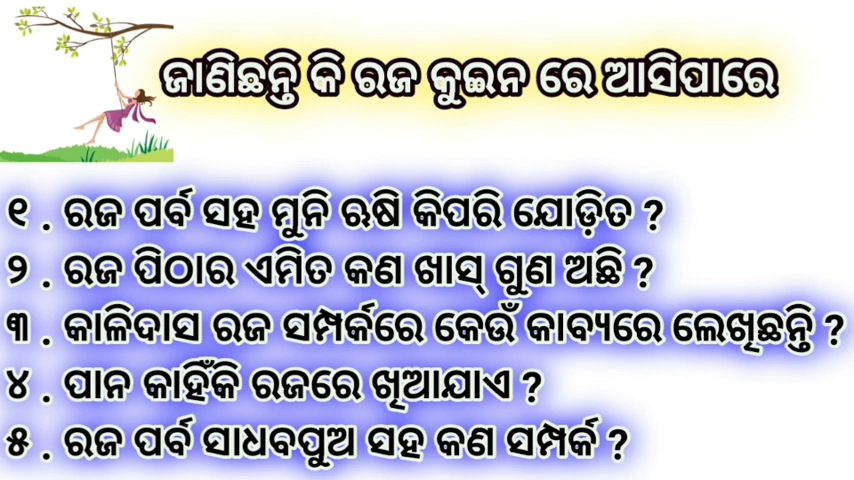 ଜାଣିଛନ୍ତି କି ରଜ କୁଇନ ରେ ଆସିପାରେ
୧ . ରଜ ପର୍ବ ସହ ମୁନି ଋଷି କିପରି ଯୋଡ଼ିତ ?
୨ . ରଜ ପିଠାର ଏମିତ କଣ ଖାସ୍ ଗୁଣ ଅଛି ?
୩ . କାଳିଦାସ ରଜ ସମ୍ପର୍କରେ କେଉଁ କାବ୍ୟରେ ଲେଖିଛନ୍ତି ?
୪ . ପାନ କାହିଁକି ରଜରେ ଖିଆଯାଏ ?
୫ . ରଜ ପର୍ବ ସାଧବପୁଅ ସହ କଣ ସମ୍ପର୍କ ?